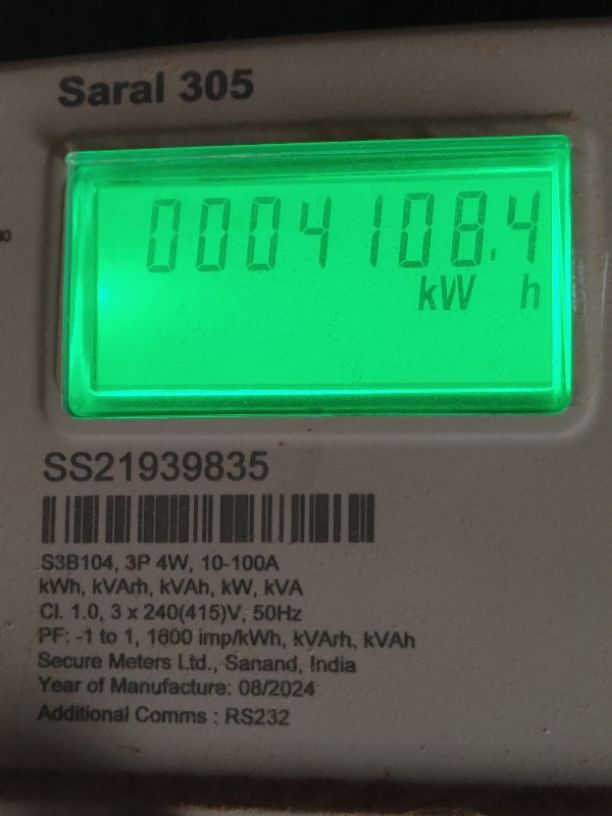 Saral 305
0004108.4
kW h
SS21939835
S3B104, 3P 4W, 10-100A
kWh, kVArh, kVAh, kW, kVA
Cl. 1.0, 3 x 240(415)V, 50Hz
PF: -1 to 1, 1600 imp/kWh, kVArh, kVAh
Secure Meters Ltd., Sanand, India
Year of Manufacture: 08/2024
Additional Comms : RS232